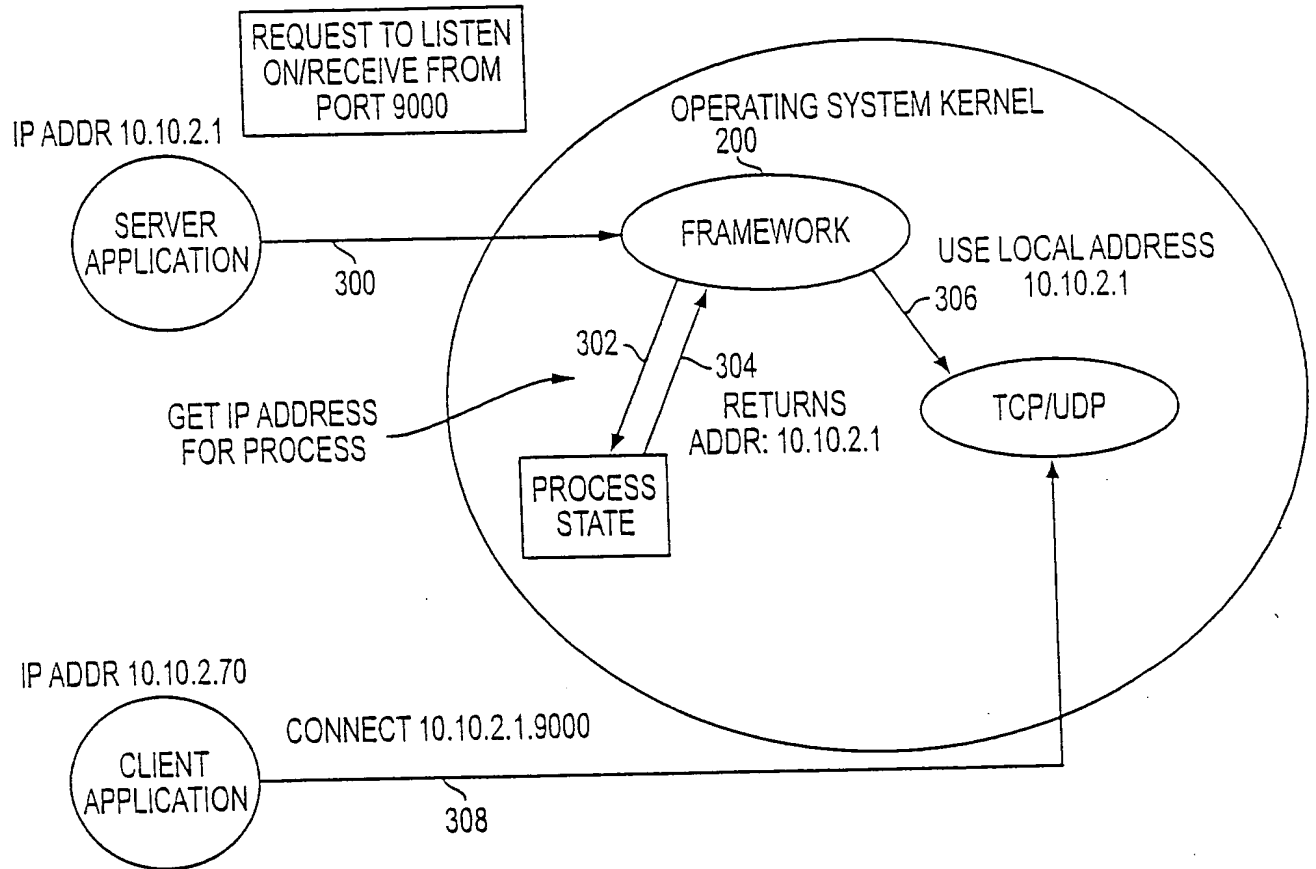 REQUEST TO LISTEN
ON/RECEIVE FROM
PORT 9000
OPERATING SYSTEM KERNEL
200
IP ADDR 10.10.2.1
SERVER
APPLICATION
300
FRAMEWORK
USE LOCAL ADDRESS
10.10.2.1
306
302
304
GET IP ADDRESS
FOR PROCESS
RETURNS
ADDR: 10.10.2.1
TCP/UDP
PROCESS
STATE
IP ADDR 10.10.2.70
CLIENT
APPLICATION
CONNECT 10.10.2.1.9000
308